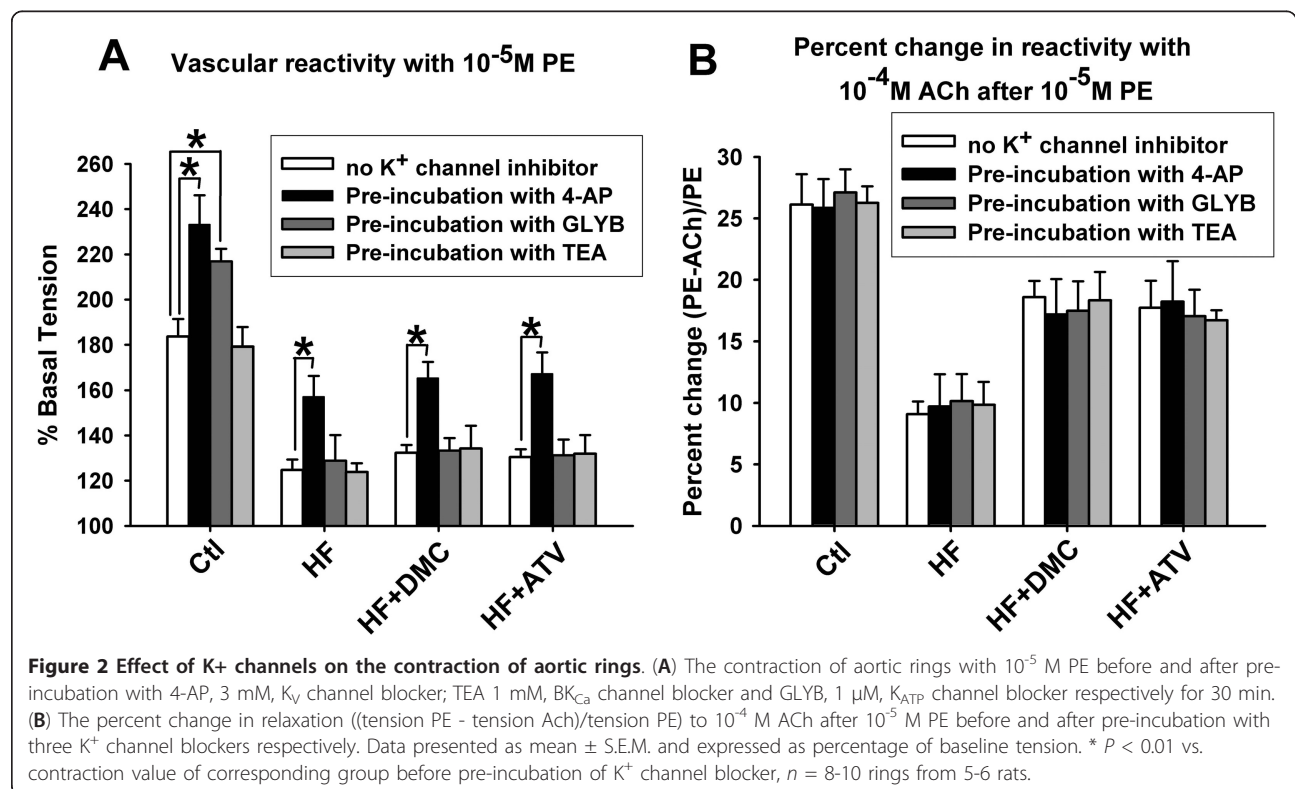 A Vascular reactivity with 10⁻⁵M PE
% Basal Tension
260
240
220
200
180
160
140
120
100
* *
*
*
*
no K⁺ channel inhibitor
Pre-incubation with 4-AP
Pre-incubation with GLYB
Pre-incubation with TEA
Ctl
HF
HF+DMC
HF+ATV
B Percent change in reactivity with
10⁻⁴M ACh after 10⁻⁵M PE
Percent change (PE-ACh)/PE
30
25
20
15
10
5
0
no K⁺ channel inhibitor
Pre-incubation with 4-AP
Pre-incubation with GLYB
Pre-incubation with TEA
Ctl
HF
HF+DMC
HF+ATV
Figure 2 Effect of K+ channels on the contraction of aortic rings. (A) The contraction of aortic rings with 10⁻⁵ M PE before and after pre-
incubation with 4-AP, 3 mM, K_V channel blocker; TEA 1 mM, BK_Ca channel blocker and GLYB, 1 μM, K_ATP channel blocker respectively for 30 min.
(B) The percent change in relaxation ((tension PE - tension Ach)/tension PE) to 10⁻⁴ M ACh after 10⁻⁵ M PE before and after pre-incubation with
three K⁺ channel blockers respectively. Data presented as mean ± S.E.M. and expressed as percentage of baseline tension. * P < 0.01 vs.
contraction value of corresponding group before pre-incubation of K⁺ channel blocker, n = 8-10 rings from 5-6 rats.